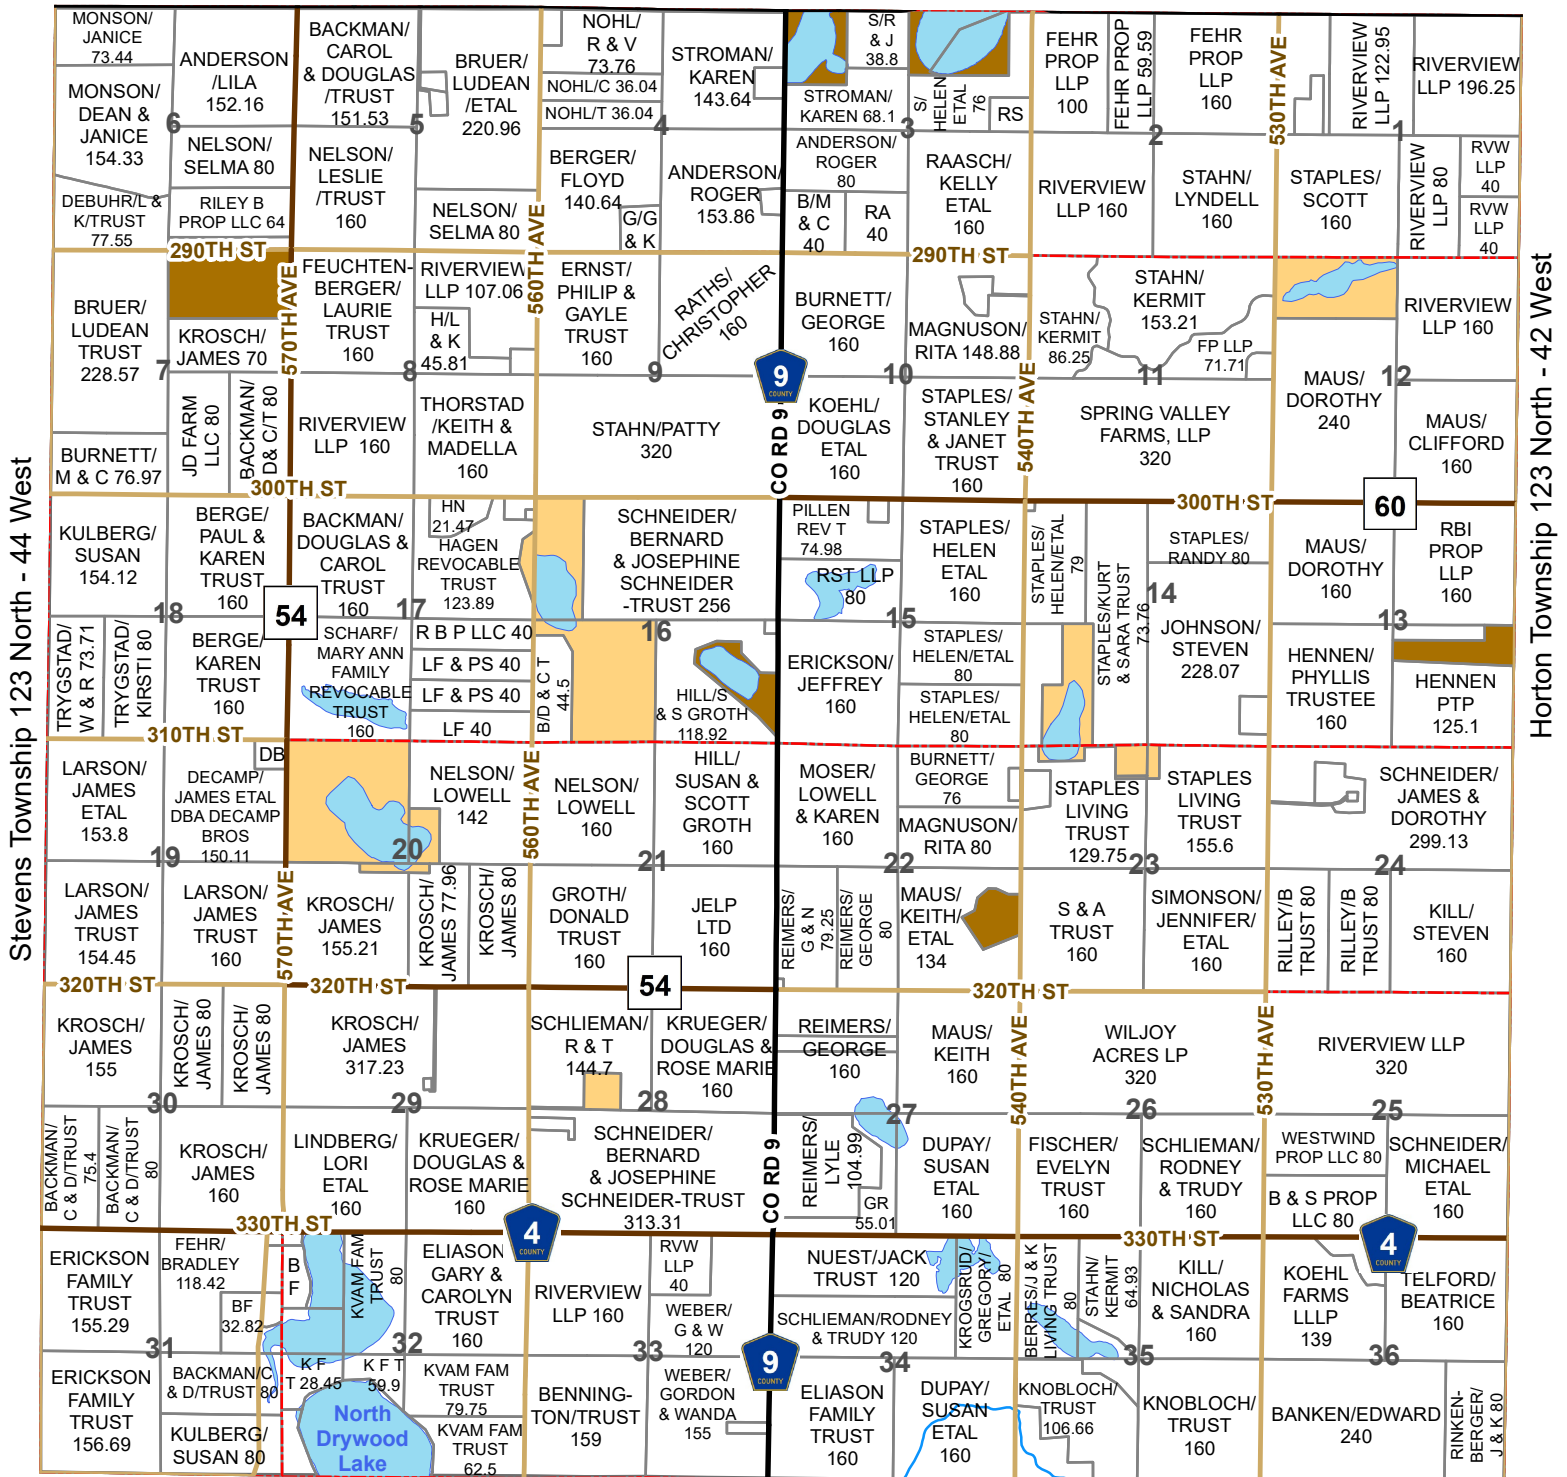 MONSON/
JANICE
73.44
ANDERSON
/LILA
152.16
BACKMAN/
CAROL
& DOUGLAS
/TRUST
151.53
BRUER/
LUDEAN
/ETAL
220.96
NOHL/
R & V
73.76
NOHL/C 36.04
NOHL/T 36.04
STROMAN/
KAREN
143.64
S/R
& J
38.8
STROMAN/
KAREN 68.1
S/
HELEN
ETAL
76
RS
FEHR
PROP
LLP
100
FEHR PROP
LLP 59.59
FEHR
PROP
LLP
160
530TH AVE
RIVERVIEW
LLP 122.95
RIVERVIEW
LLP 196.25
MONSON/
DEAN &
JANICE
154.33
6
5
4
3
2
1
NELSON/
SELMA 80
NELSON/
LESLIE
/TRUST
160
BERGER/
FLOYD
140.64
ANDERSON/
ROGER
153.86
ANDERSON/
ROGER
80
RAASCH/
KELLY
ETAL
160
RIVERVIEW
LLP 160
STAHN/
LYNDELL
160
STAPLES/
SCOTT
160
RIVERVIEW
LLP 80
RVW
LLP
40
RVW
LLP
40
DEBUHR/L &
K/TRUST
77.55
RILEY B
PROP LLC 64
NELSON/
SELMA 80
G/G
& K
B/M
& C
40
RA
40
290TH ST
290TH ST
560TH AVE
570TH AVE
BRUER/
LUDEAN
TRUST
228.57
KROSCH/
JAMES 70
FEUCHTEN-
BERGER/
LAURIE
TRUST
160
RIVERVIEW
LLP 107.06
H/L
& K
45.81
ERNST/
PHILIP &
GAYLE
TRUST
160
RATHS/
CHRISTOPHER
160
BURNETT/
GEORGE
160
MAGNUSON/
RITA 148.88
STAHN/
KERMIT
86.25
STAHN/
KERMIT
153.21
FP LLP
71.71
RIVERVIEW
LLP 160
7
8
9
10
11
12
9
COUNTY
CO RD 9
540TH AVE
BURNETT/
M & C 76.97
JD FARM
LLC 80
BACKMAN/
D& C/T 80
RIVERVIEW
LLP 160
THORSTAD
/KEITH &
MADELLA
160
STAHN/PATTY
320
KOEHL/
DOUGLAS
ETAL
160
STAPLES/
STANLEY
& JANET
TRUST
160
SPRING VALLEY
FARMS, LLP
320
MAUS/
DOROTHY
240
MAUS/
CLIFFORD
160
300TH ST
300TH ST
60
Stevens Township 123 North - 44 West
Horton Township 123 North - 42 West
KULBERG/
SUSAN
154.12
BERGE/
PAUL &
KAREN
TRUST
160
BACKMAN/
DOUGLAS &
CAROL
TRUST
160
HN
21.47
HAGEN
REVOCABLE
TRUST
123.89
SCHNEIDER/
BERNARD
& JOSEPHINE
SCHNEIDER
-TRUST 256
PILLEN
REV T
74.98
RST LLP
80
STAPLES/
HELEN
ETAL
160
STAPLES/
HELEN/ETAL
79
STAPLES/KURT
& SARA TRUST
73.76
STAPLES/
RANDY 80
MAUS/
DOROTHY
160
RBI
PROP
LLP
160
54
18
17
16
15
14
13
TRYGSTAD/
W & R 73.71
TRYGSTAD/
KIRSTI 80
BERGE/
KAREN
TRUST
160
SCHARF/
MARY ANN
FAMILY
REVOCABLE
TRUST
160
R B P LLC 40
LF & PS 40
LF & PS 40
LF 40
B/D & C T
44.5
HILL/S
& S GROTH
118.92
ERICKSON/
JEFFREY
160
STAPLES/
HELEN/ETAL
80
STAPLES/
HELEN/ETAL
80
JOHNSON/
STEVEN
228.07
HENNEN/
PHYLLIS
TRUSTEE
160
HENNEN
PTP
125.1
310TH ST
LARSON/
JAMES
ETAL
153.8
DB
DECAMP/
JAMES ETAL
DBA DECAMP
BROS
150.11
NELSON/
LOWELL
142
560TH AVE
NELSON/
LOWELL
160
HILL/
SUSAN &
SCOTT
GROTH
160
MOSER/
LOWELL
& KAREN
160
BURNETT/
GEORGE
76
MAGNUSON/
RITA 80
STAPLES
LIVING
TRUST
129.75
STAPLES
LIVING
TRUST
155.6
SCHNEIDER/
JAMES &
DOROTHY
299.13
19
20
21
22
23
24
LARSON/
JAMES
TRUST
154.45
LARSON/
JAMES
TRUST
160
570TH AVE
KROSCH/
JAMES
155.21
KROSCH/
JAMES 77.96
KROSCH/
JAMES 80
GROTH/
DONALD
TRUST
160
JELP
LTD
160
REIMERS/
G & N
79.25
REIMERS/
GEORGE
80
MAUS/
KEITH/
ETAL
134
S & A
TRUST
160
SIMONSON/
JENNIFER/
ETAL
160
RILLEY/B
TRUST 80
RILLEY/B
TRUST 80
KILL/
STEVEN
160
320TH ST
320TH ST
54
320TH ST
KROSCH/
JAMES
155
KROSCH/
JAMES 80
KROSCH/
JAMES 80
KROSCH/
JAMES
317.23
SCHLIEMAN/
R & T
144.7
KRUEGER/
DOUGLAS &
ROSE MARIE
160
REIMERS/
GEORGE
160
MAUS/
KEITH
160
540TH AVE
WILJOY
ACRES LP
320
530TH AVE
RIVERVIEW LLP
320
30
29
28
27
26
25
BACKMAN/
C & D/TRUST
75.4
BACKMAN/
C & D/TRUST
80
KROSCH/
JAMES
160
LINDBERG/
LORI
ETAL
160
KRUEGER/
DOUGLAS &
ROSE MARIE
160
SCHNEIDER/
BERNARD
& JOSEPHINE
SCHNEIDER-TRUST
313.31
CO RD 9
REIMERS/
LYLE
104.99
GR
55.01
DUPAY/
SUSAN
ETAL
160
FISCHER/
EVELYN
TRUST
160
SCHLIEMAN/
RODNEY
& TRUDY
160
WESTWIND
PROP LLC 80
B & S PROP
LLC 80
SCHNEIDER/
MICHAEL
ETAL
160
330TH ST
4
COUNTY
330TH ST
4
COUNTY
ERICKSON
FAMILY
TRUST
155.29
FEHR/
BRADLEY
118.42
BF
32.82
B
F
KVAM FAM
TRUST
80
ELIASON
GARY &
CAROLYN
TRUST
160
RIVERVIEW
LLP 160
RVW
LLP
40
WEBER/
G & W
120
NUEST/JACK
TRUST 120
SCHLIEMAN/RODNEY
& TRUDY 120
KROGSRUD/
GREGORY/
ETAL 80
BERRES/J & K
LIVING TRUST
80
STAHN/
KERMIT
64.93
KILL/
NICHOLAS
& SANDRA
160
KOEHL
FARMS
LLLP
139
TELFORD/
BEATRICE
160
31
32
33
9
COUNTY
34
35
36
ERICKSON
FAMILY
TRUST
156.69
BACKMAN/C
& D/TRUST 80
KULBERG/
SUSAN 80
K F
T 28.45
K F T
59.9
North
Drywood
Lake
KVAM FAM
TRUST
79.75
KVAM FAM
TRUST
62.5
BENNING-
TON/TRUST
159
WEBER/
GORDON
& WANDA
155
ELIASON
FAMILY
TRUST
160
DUPAY/
SUSAN
ETAL
160
KNOBLOCH/
TRUST
106.66
KNOBLOCH/
TRUST
160
BANKEN/EDWARD
240
RINKEN-
BERGER/
J & K 80